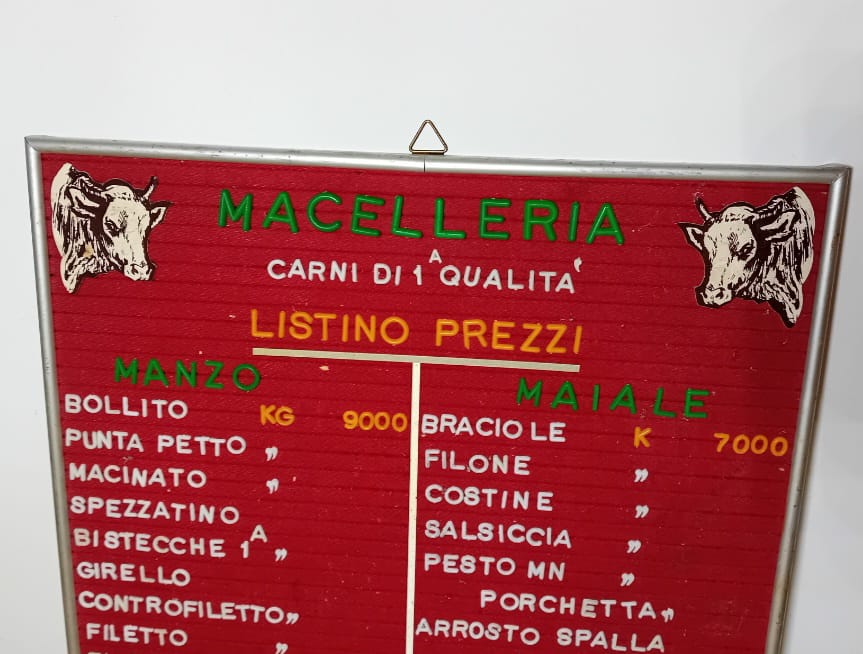 MACELLERIA
CARNI DI 1A QUALITA'
LISTINO PREZZI
MANZO
BOLLITO KG 9000
PUNTA PETTO "
MACINATO "
SPEZZATINO
BISTECCHE 1A "
GIRELLO
CONTROFILETTO "
FILETTO "
MAIALE
BRACIOLE K 7000
FILONE "
COSTINE "
SALSICCIA "
PESTO MN "
PORCHETTA "
ARROSTO SPALLA